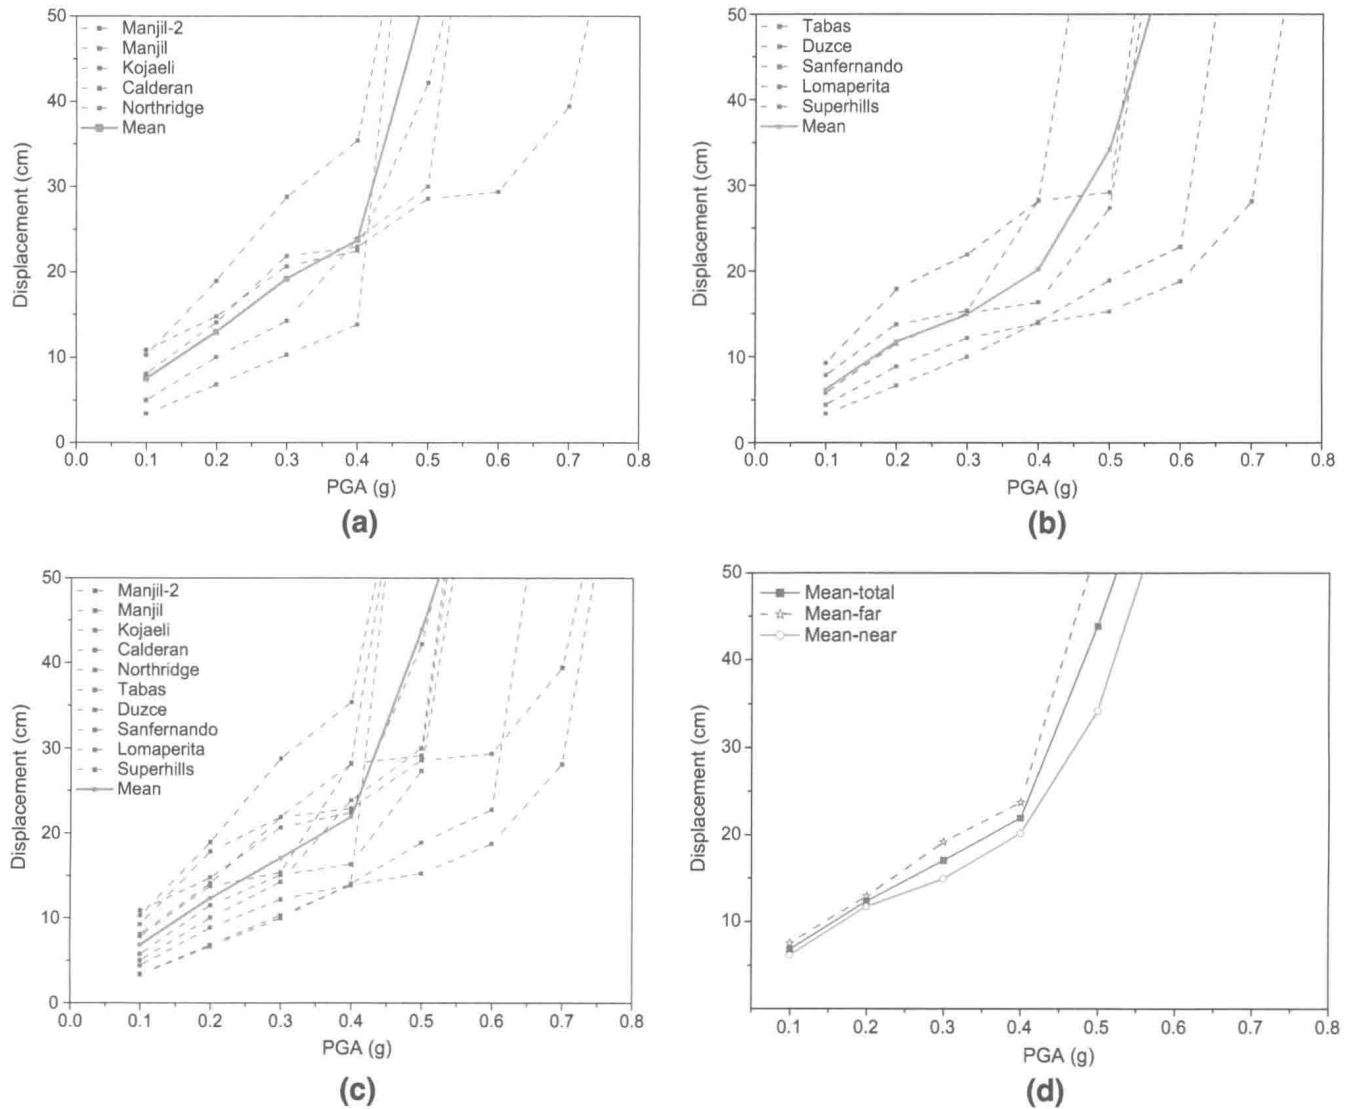 50
40
30
20
10
0
Displacement (cm)
Manjil-2
Manjil
Kojaeli
Calderan
Northridge
Mean
0.0 0.1 0.2 0.3 0.4 0.5 0.6 0.7 0.8
PGA (g)
(a)
50
40
30
20
10
0
Displacement (cm)
Tabas
Duzce
Sanfernando
Lomaperita
Superhills
Mean
0.0 0.1 0.2 0.3 0.4 0.5 0.6 0.7 0.8
PGA (g)
(b)
50
40
30
20
10
0
Displacement (cm)
Manjil-2
Manjil
Kojaeli
Calderan
Northridge
Tabas
Duzce
Sanfernando
Lomaperita
Superhills
Mean
0.0 0.1 0.2 0.3 0.4 0.5 0.6 0.7 0.8
PGA (g)
(c)
50
40
30
20
10
Displacement (cm)
Mean-total
Mean-far
Mean-near
0.1 0.2 0.3 0.4 0.5 0.6 0.7 0.8
PGA (g)
(d)